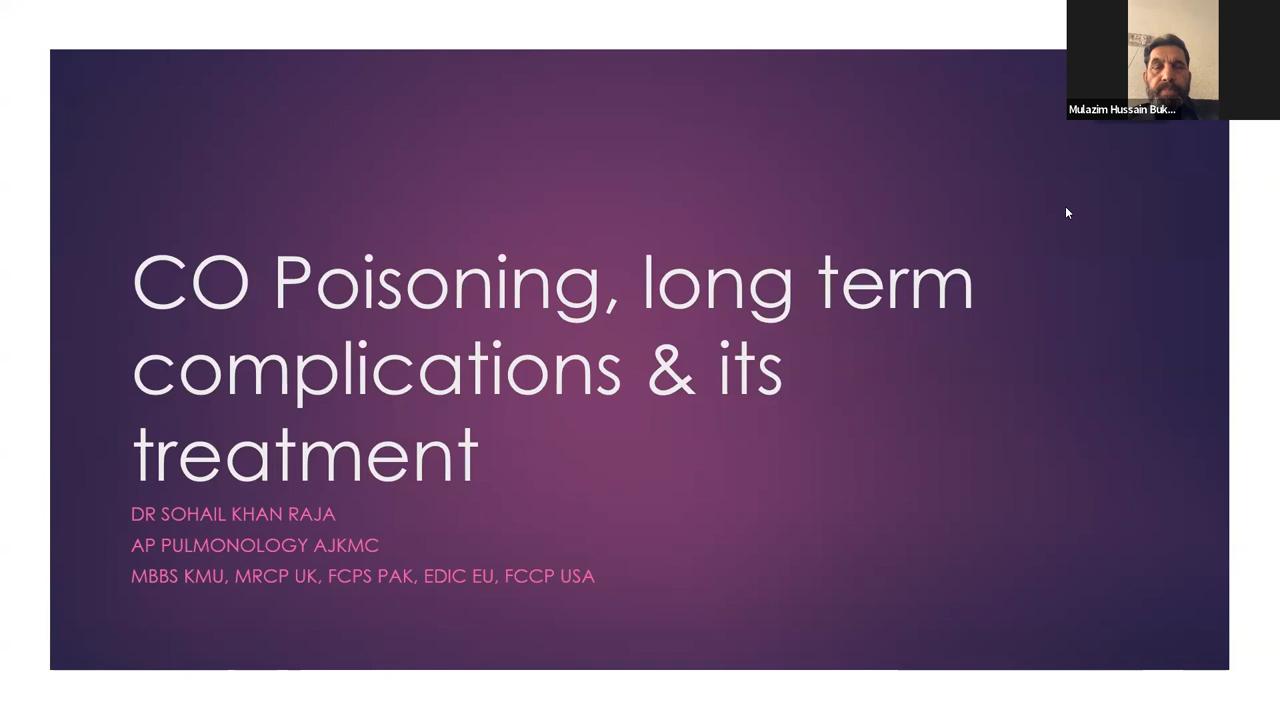 Mulazim Hussain Buk...
CO Poisoning, long term
complications & its
treatment
DR SOHAIL KHAN RAJA
AP PULMONOLOGY AJKMC
MBBS KMU, MRCP UK, FCPS PAK, EDIC EU, FCCP USA